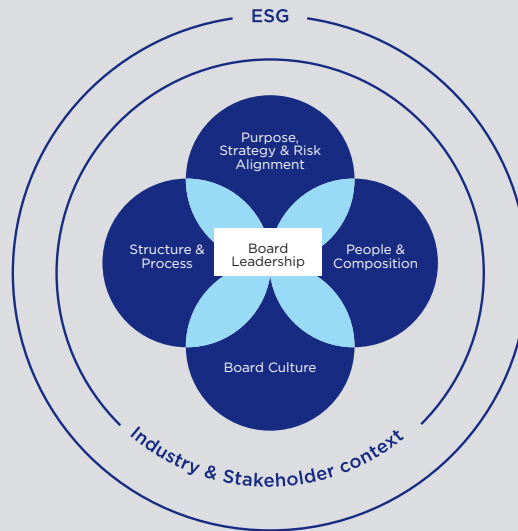 ESG
Purpose,
Strategy & Risk
Alignment
Structure &
Process
Board
Leadership
People &
Composition
Board Culture
Industry & Stakeholder context